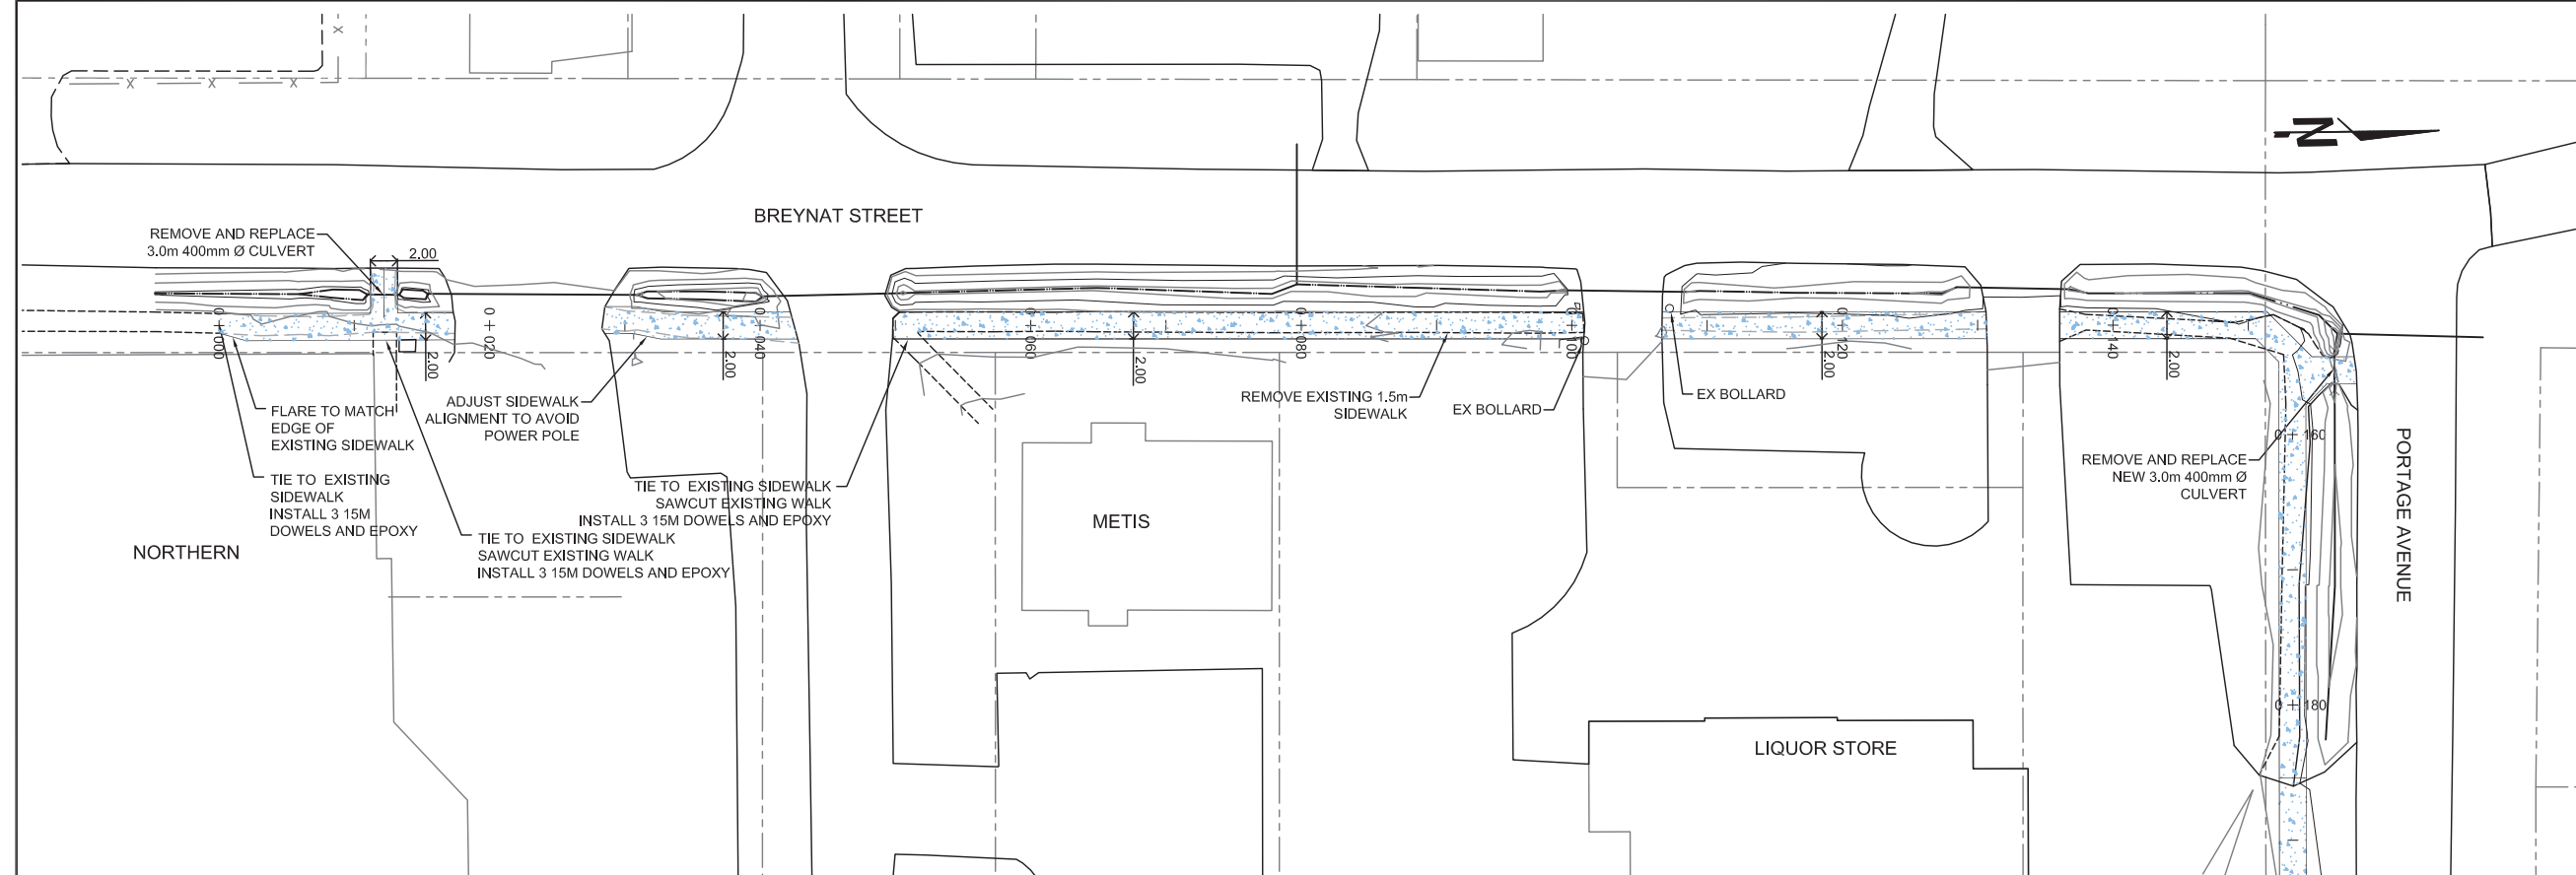 X
X
X
X
N
BREYNAT STREET
REMOVE AND REPLACE
3.0m 400mm Ø CULVERT
2.00
0+000
2.00
0+020
2.00
0+040
0+060
2.00
0+080
0+100
2.00
0+120
0+140
2.00
FLARE TO MATCH
EDGE OF
EXISTING SIDEWALK
ADJUST SIDEWALK
ALIGNMENT TO AVOID
POWER POLE
REMOVE EXISTING 1.5m
SIDEWALK
EX BOLLARD
EX BOLLARD
TIE TO EXISTING
SIDEWALK
INSTALL 3 15M
DOWELS AND EPOXY
TIE TO EXISTING SIDEWALK
SAWCUT EXISTING WALK
INSTALL 3 15M DOWELS AND EPOXY
TIE TO EXISTING SIDEWALK
SAWCUT EXISTING WALK
INSTALL 3 15M DOWELS AND EPOXY
NORTHERN
METIS
0+160
REMOVE AND REPLACE
NEW 3.0m 400mm Ø
CULVERT
PORTAGE AVENUE
0+180
LIQUOR STORE